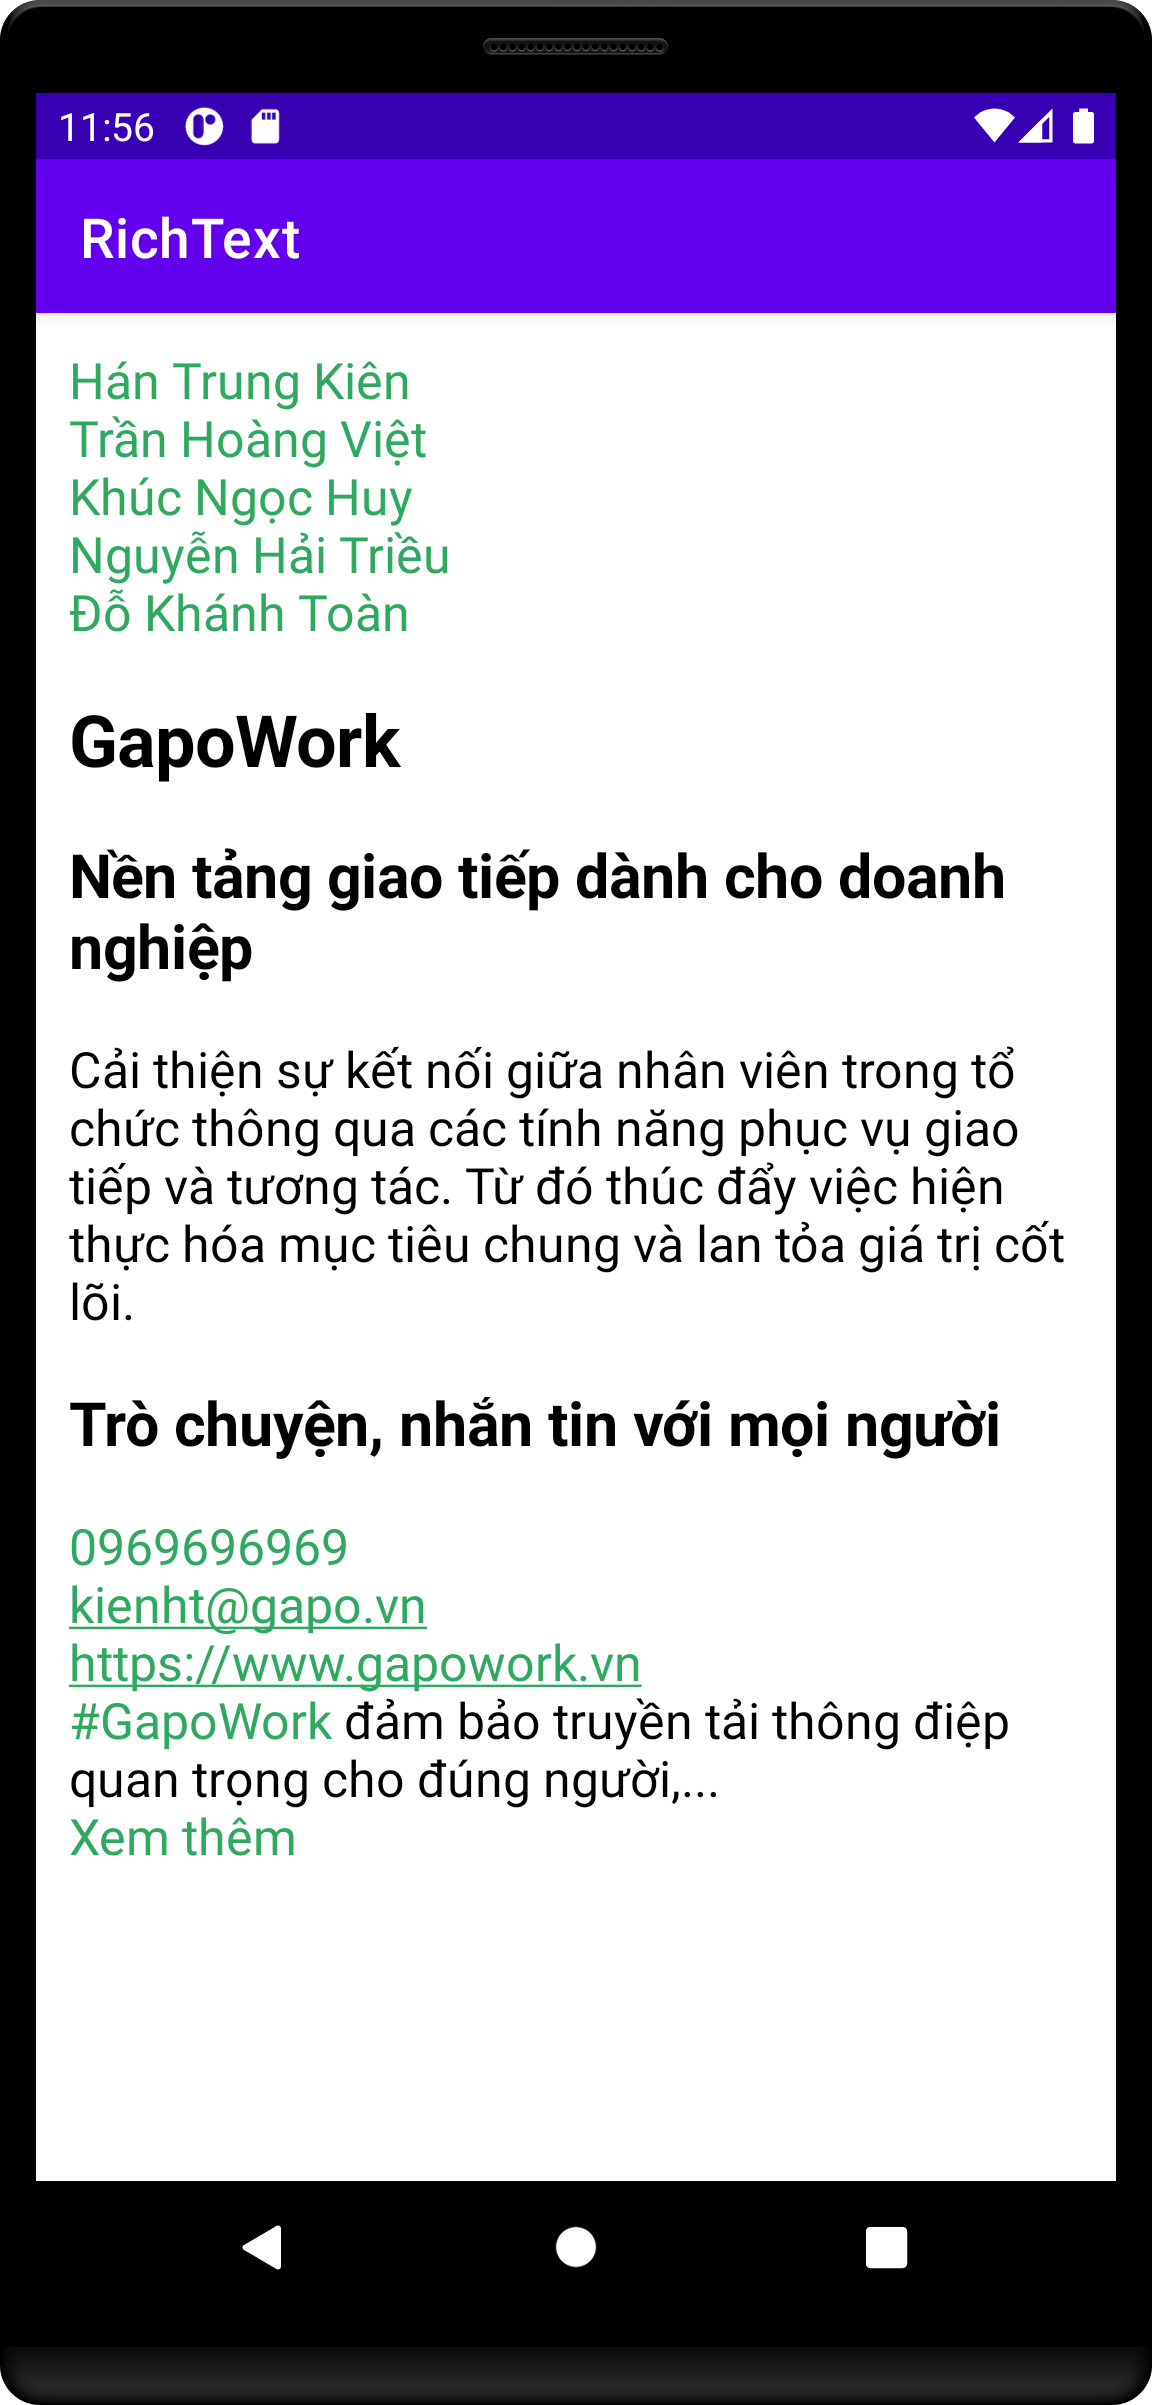 11:56
RichText
Hán Trung Kiên
Trần Hoàng Việt
Khúc Ngọc Huy
Nguyễn Hải Triều
Đỗ Khánh Toàn
GapoWork
Nền tảng giao tiếp dành cho doanh
nghiệp
Cải thiện sự kết nối giữa nhân viên trong tổ
chức thông qua các tính năng phục vụ giao
tiếp và tương tác. Từ đó thúc đẩy việc hiện
thực hóa mục tiêu chung và lan tỏa giá trị cốt
lõi.
Trò chuyện, nhắn tin với mọi người
0969696969
kienht@gapo.vn
https://www.gapowork.vn
#GapoWork đảm bảo truyền tải thông điệp
quan trọng cho đúng người,...
Xem thêm